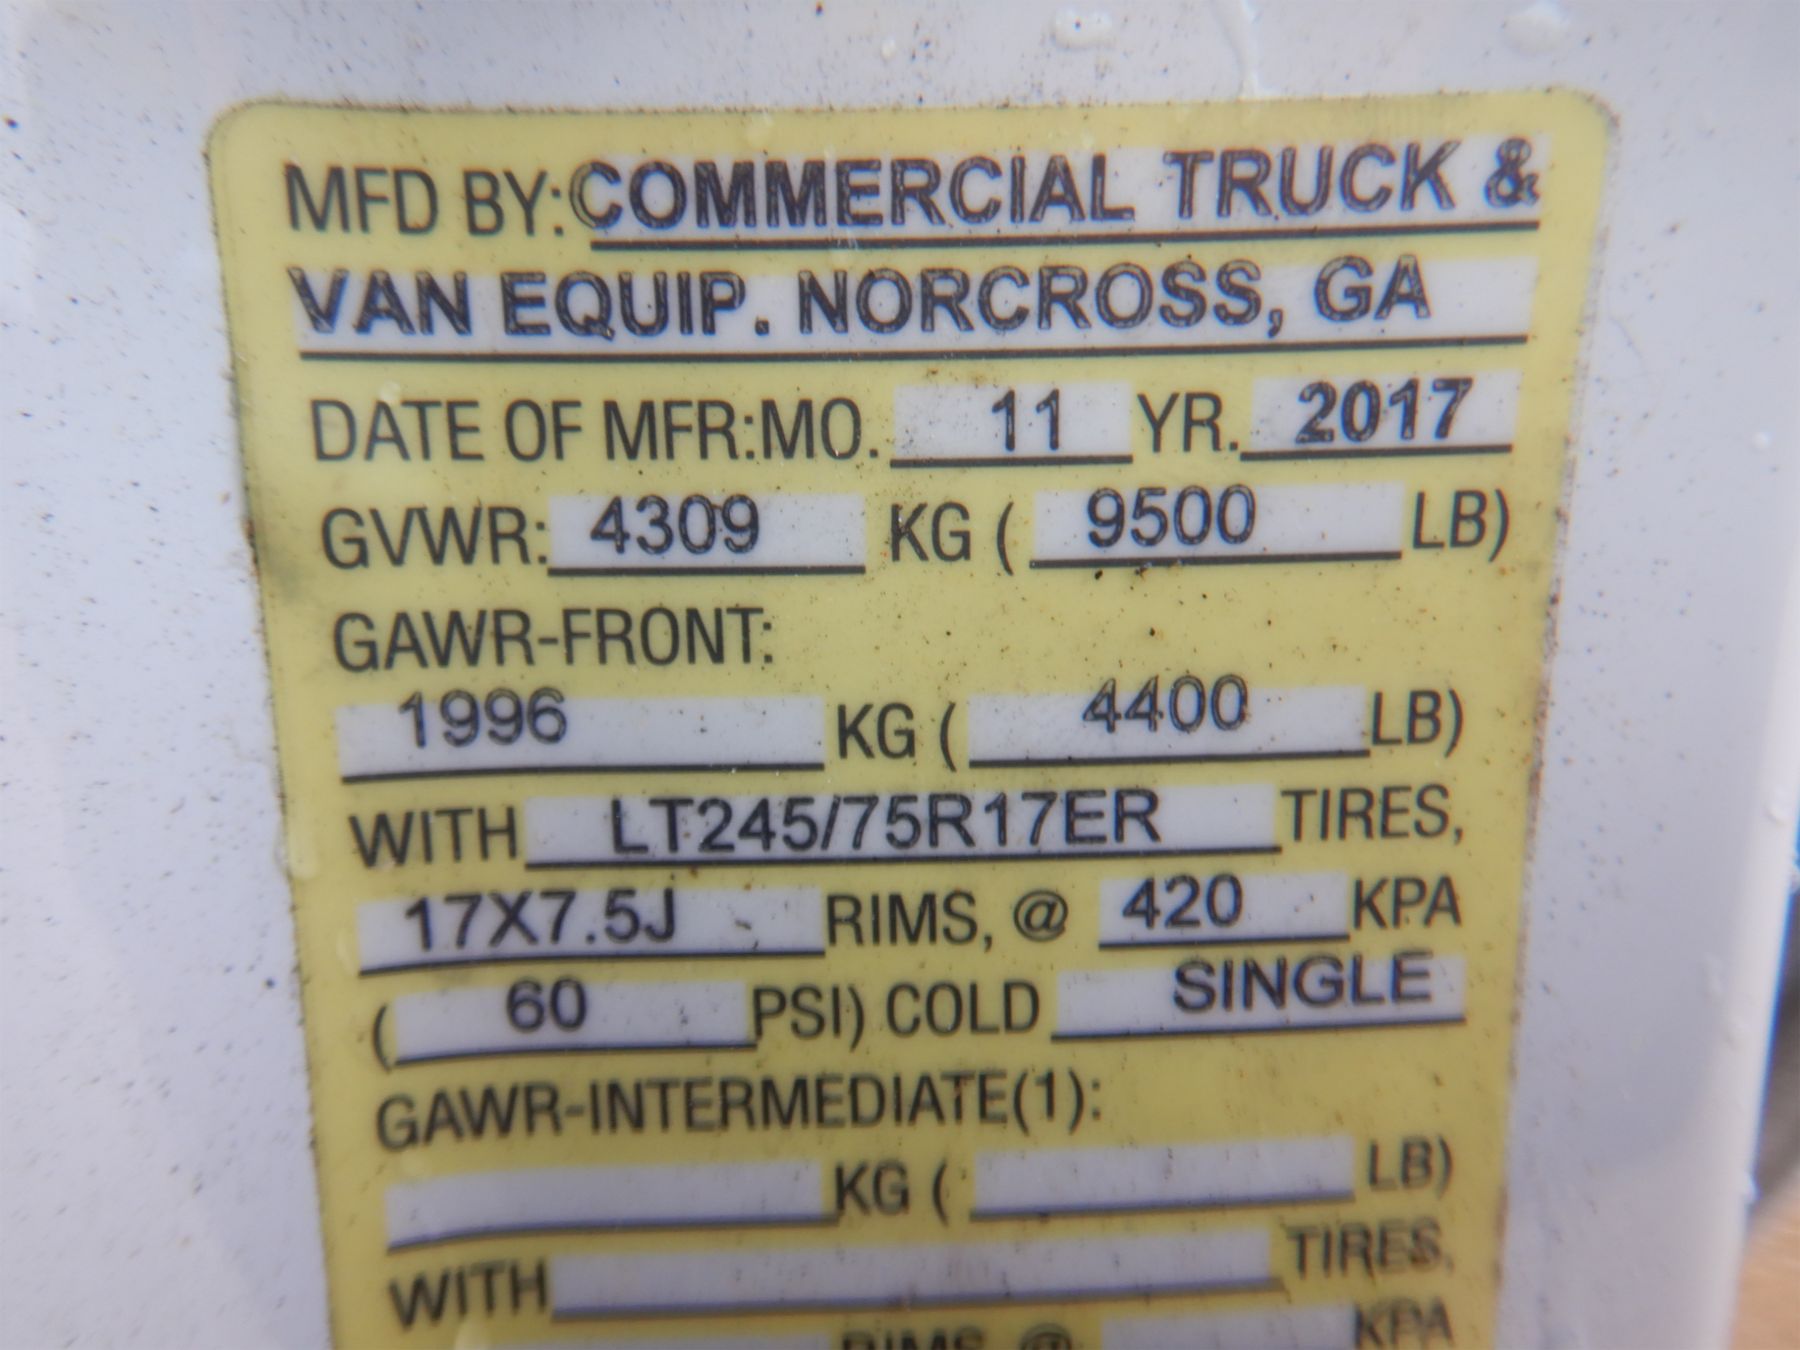 MFD BY: COMMERCIAL TRUCK &
VAN EQUIP. NORCROSS, GA
DATE OF MFR:MO. 11 YR. 2017
GVWR: 4309 KG ( 9500 LB)
GAWR-FRONT:
1996 KG ( 4400 LB)
WITH LT245/75R17ER TIRES,
17X7.5J RIMS, @ 420 KPA
( 60 PSI) COLD SINGLE
GAWR-INTERMEDIATE(1):
KG ( LB)
WITH TIRES,
RIMS, @ KPA